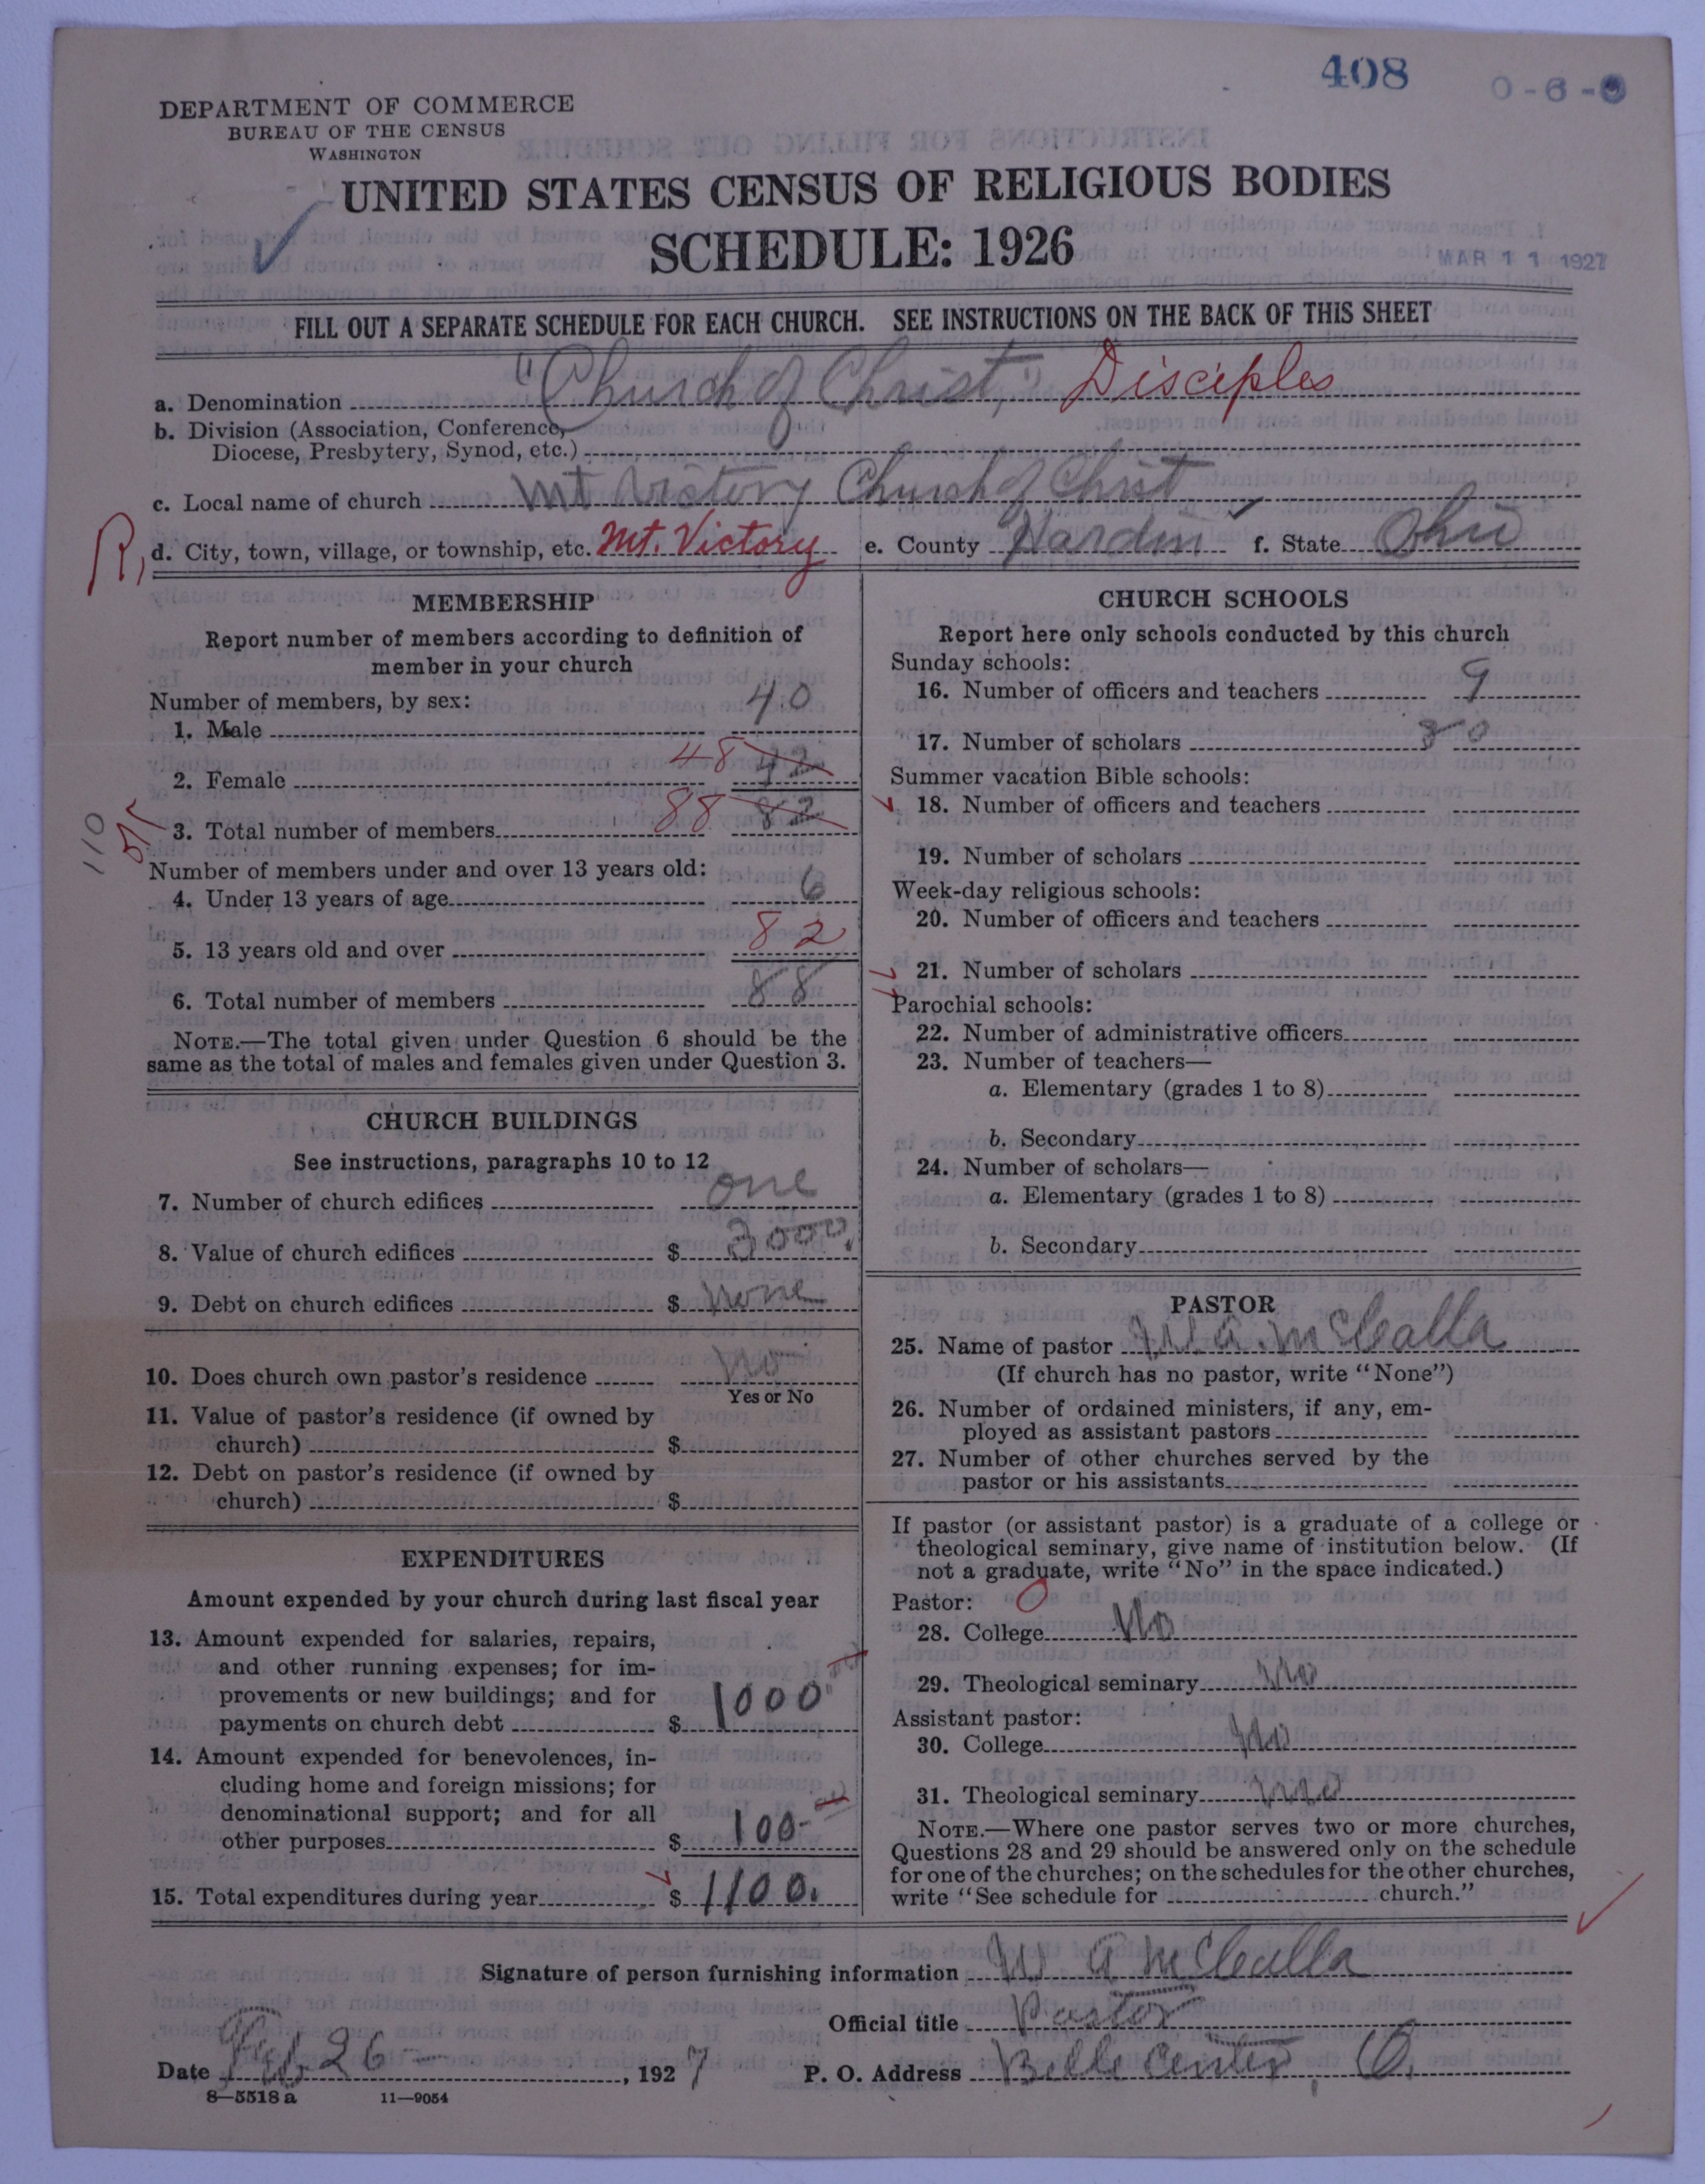 408 0-6-0
DEPARTMENT OF COMMERCE
BUREAU OF THE CENSUS
WASHINGTON
UNITED STATES CENSUS OF RELIGIOUS BODIES
SCHEDULE: 1926
MAR 11 1927
FILL OUT A SEPARATE SCHEDULE FOR EACH CHURCH. SEE INSTRUCTIONS ON THE BACK OF THIS SHEET
a. Denomination "Church of Christ," Disciples
b. Division (Association, Conference,
Diocese, Presbytery, Synod, etc.)
c. Local name of church Mt Victory Church of Christ
R, d. City, town, village, or township, etc. Mt. Victory e. County Hardin f. State Ohio
MEMBERSHIP
Report number of members according to definition of
member in your church
Number of members, by sex:
1. Male 40
2. Female 48 42
3. Total number of members 88 82
110
Number of members under and over 13 years old:
4. Under 13 years of age 6
5. 13 years old and over 82
6. Total number of members 88
NOTE.—The total given under Question 6 should be the
same as the total of males and females given under Question 3.
CHURCH BUILDINGS
See instructions, paragraphs 10 to 12
7. Number of church edifices one
8. Value of church edifices $ 3000
9. Debt on church edifices $ None
10. Does church own pastor's residence No
Yes or No
11. Value of pastor's residence (if owned by
church) $
12. Debt on pastor's residence (if owned by
church) $
EXPENDITURES
Amount expended by your church during last fiscal year
13. Amount expended for salaries, repairs,
and other running expenses; for im-
provements or new buildings; and for
payments on church debt $ 1000
14. Amount expended for benevolences, in-
cluding home and foreign missions; for
denominational support; and for all
other purposes $ 100-
15. Total expenditures during year $ 1100.
CHURCH SCHOOLS
Report here only schools conducted by this church
Sunday schools:
16. Number of officers and teachers 9
17. Number of scholars 80
Summer vacation Bible schools:
18. Number of officers and teachers
19. Number of scholars
Week-day religious schools:
20. Number of officers and teachers
21. Number of scholars
Parochial schools:
22. Number of administrative officers
23. Number of teachers—
a. Elementary (grades 1 to 8)
b. Secondary
24. Number of scholars—
a. Elementary (grades 1 to 8)
b. Secondary
PASTOR
25. Name of pastor W. A. McCalla
(If church has no pastor, write "None")
26. Number of ordained ministers, if any, em-
ployed as assistant pastors
27. Number of other churches served by the
pastor or his assistants
If pastor (or assistant pastor) is a graduate of a college or
theological seminary, give name of institution below. (If
not a graduate, write "No" in the space indicated.)
Pastor: O
28. College No
29. Theological seminary No
Assistant pastor:
30. College No
31. Theological seminary No
NOTE.—Where one pastor serves two or more churches,
Questions 28 and 29 should be answered only on the schedule
for one of the churches; on the schedules for the other churches,
write "See schedule for church."
Signature of person furnishing information W A McCalla
Official title Pastor
Date Feb. 26 —, 1927 P. O. Address Belle Center, O.
8—5518a 11—9054